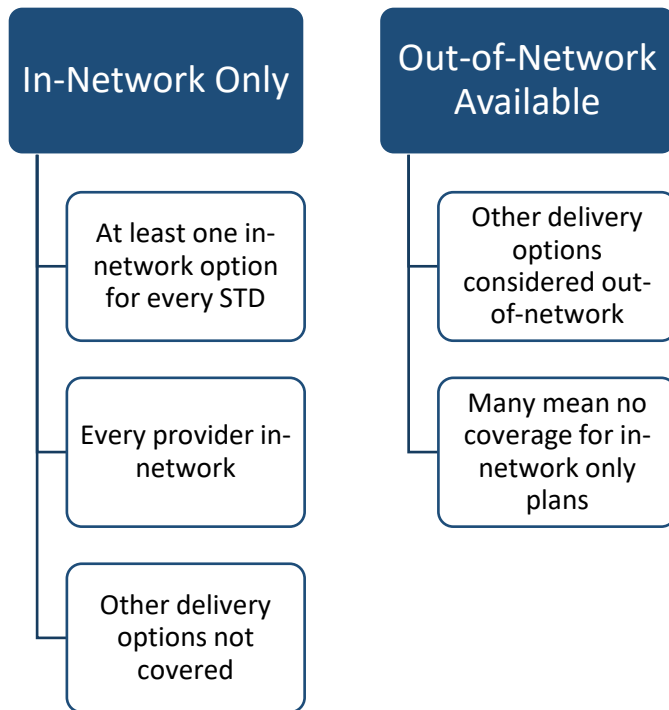 In-Network Only
At least one in-
network option
for every STD
Every provider in-
network
Other delivery
options not
covered
Out-of-Network
Available
Other delivery
options
considered out-
of-network
Many mean no
coverage for in-
network only
plans